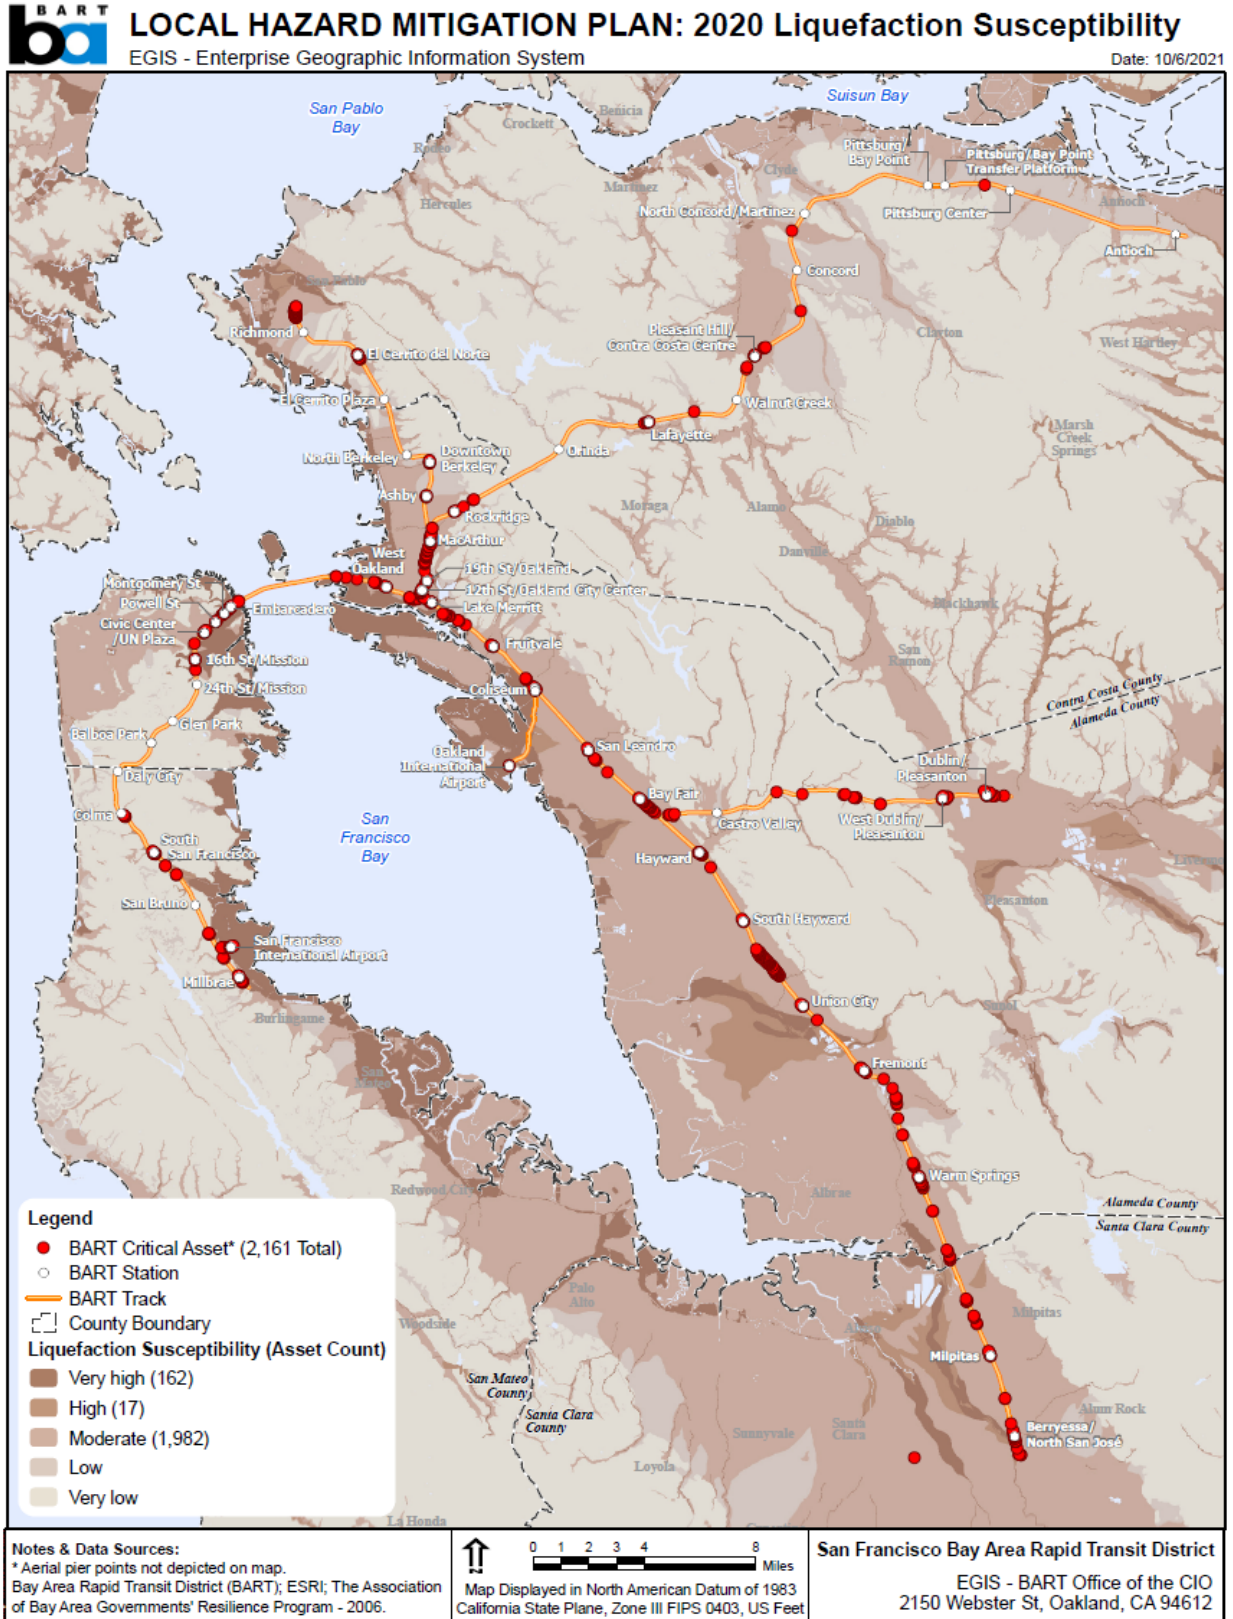 BART
ba
LOCAL HAZARD MITIGATION PLAN: 2020 Liquefaction Susceptibility
EGIS - Enterprise Geographic Information System
Date: 10/6/2021
San Pablo
Bay
Suisun Bay
Benicia
Crockett
Rodeo
Hercules
Martinez
Clyde
Pittsburg/
Bay Point
Pittsburg/Bay Point
Transfer Platform
North Concord/Martinez
Pittsburg Center
Antioch
Antioch
San Pablo
Concord
Richmond
El Cerrito del Norte
Pleasant Hill/
Contra Costa Centre
Clayton
West Hartley
El Cerrito Plaza
Walnut Creek
Lafayette
Marsh
Creek
Springs
North Berkeley
Downtown
Berkeley
Orinda
Ashby
Rockridge
Moraga
Alamo
Diablo
MacArthur
Danville
West
Oakland
19th St/Oakland
Montgomery St
12th St/Oakland City Center
Powell St
Embarcadero
Lake Merritt
Blackhawk
Civic Center
/UN Plaza
Fruitvale
San
Ramon
16th St/Mission
24th St/Mission
Coliseum
Contra Costa County
Alameda County
Glen Park
Balboa Park
San Leandro
Oakland
International
Airport
Dublin/
Pleasanton
Daly City
Bay Fair
Colma
San
Francisco
Bay
Castro Valley
West Dublin/
Pleasanton
South
San Francisco
Hayward
Pleasanton
San Bruno
South Hayward
San Francisco
International Airport
Millbrae
Union City
Sunol
Burlingame
Fremont
San
Mateo
Warm Springs
Redwood City
Albrae
Alameda County
Santa Clara County
Palo
Alto
Milpitas
Woodside
Alviso
Milpitas
San Mateo
County
Santa Clara
County
Alum Rock
Santa
Clara
Sunnyvale
Berryessa/
North San José
Loyola
La Honda
Legend
BART Critical Asset* (2,161 Total)
BART Station
BART Track
County Boundary
Liquefaction Susceptibility (Asset Count)
Very high (162)
High (17)
Moderate (1,982)
Low
Very low
Notes & Data Sources:
* Aerial pier points not depicted on map.
Bay Area Rapid Transit District (BART); ESRI; The Association
of Bay Area Governments' Resilience Program - 2006.
N
0 1 2 3 4 8
Miles
Map Displayed in North American Datum of 1983
California State Plane, Zone III FIPS 0403, US Feet
San Francisco Bay Area Rapid Transit District
EGIS - BART Office of the CIO
2150 Webster St, Oakland, CA 94612